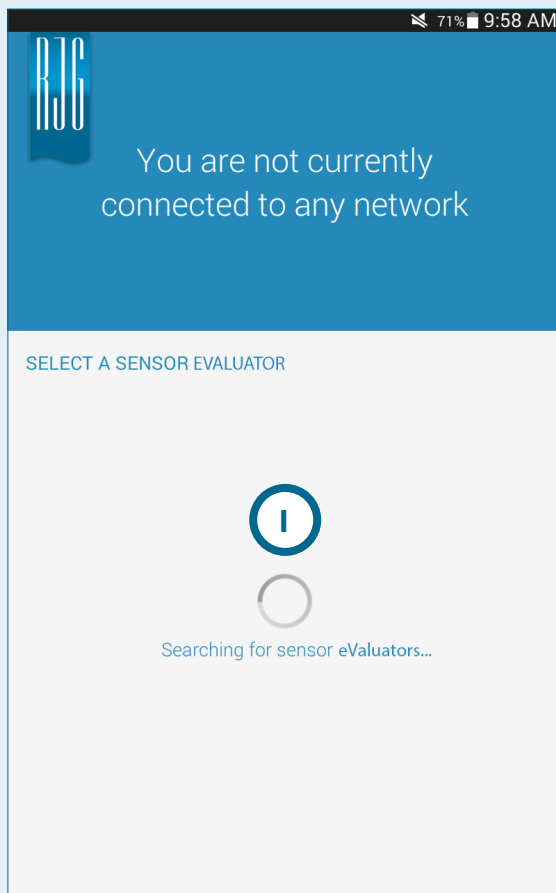 71% 9:58 AM
RJG
You are not currently
connected to any network
SELECT A SENSOR EVALUATOR
I
Searching for sensor eValuators...